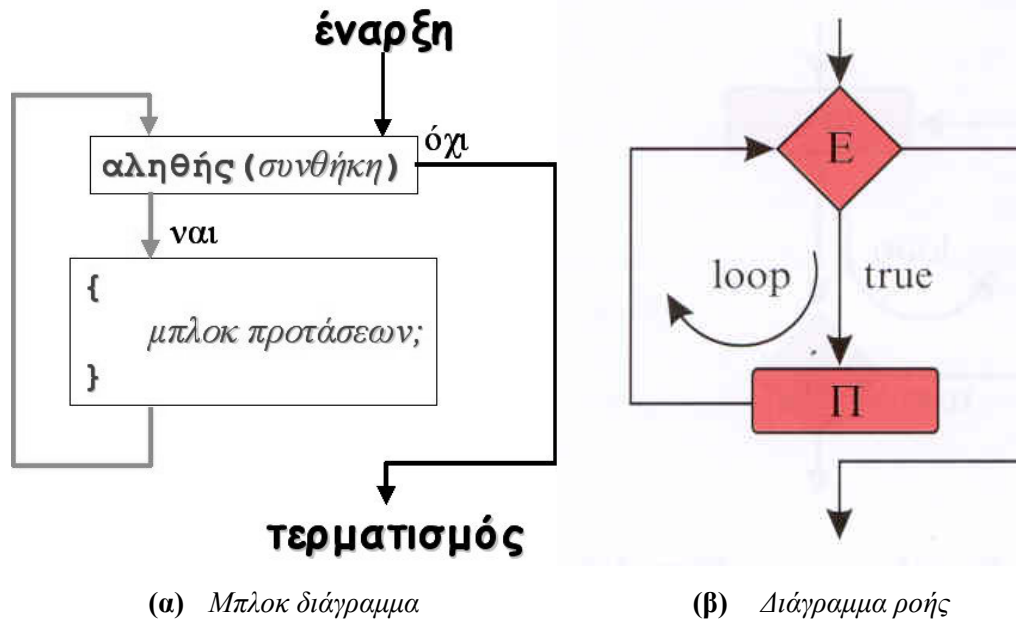 έναρξη
αληθής(συνθήκη)
όχι
ναι
{
μπλοκ προτάσεων;
}
τερματισμός
E
loop
true
Π
(α) Μπλοκ διάγραμμα
(β) Διάγραμμα ροής